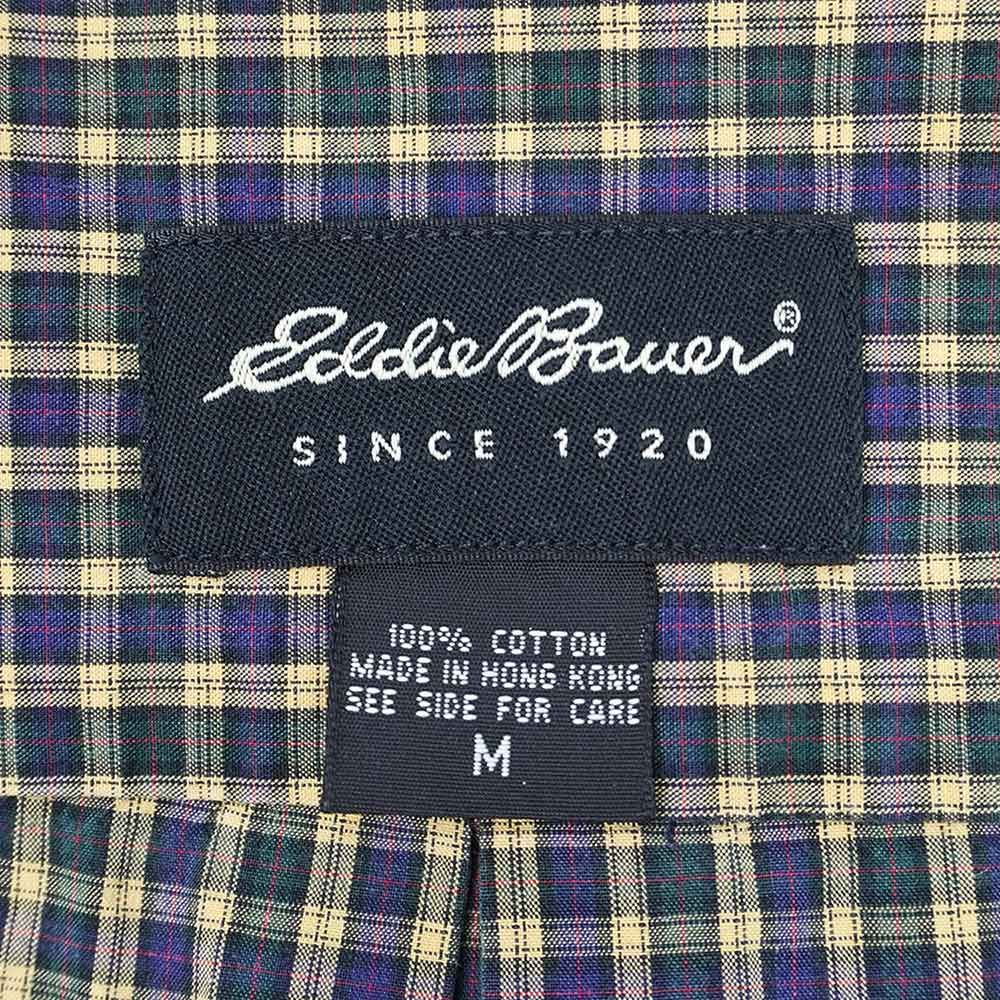 Eddie Bauer®
SINCE 1920
100% COTTON
MADE IN HONG KONG
SEE SIDE FOR CARE
M